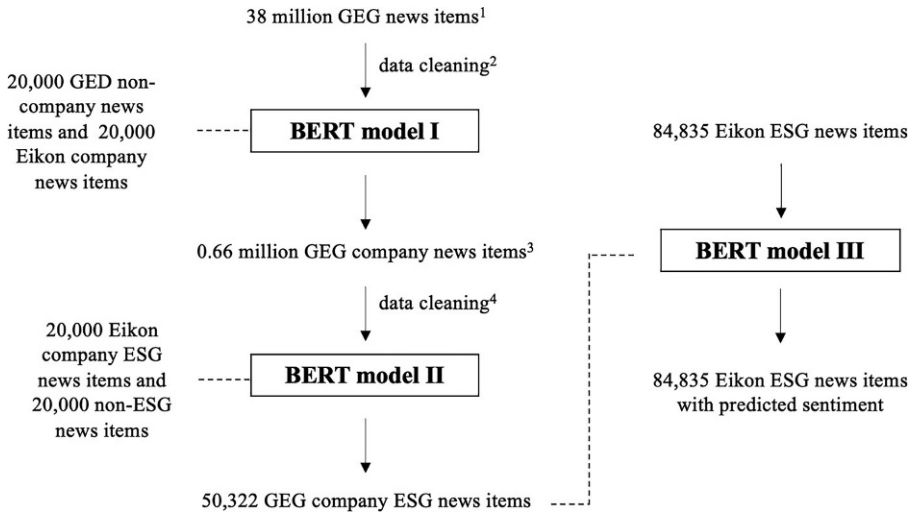 38 million GEG news items¹
data cleaning²
20,000 GED non-
company news
items and 20,000
Eikon company
news items
BERT model I
0.66 million GEG company news items³
data cleaning⁴
20,000 Eikon
company ESG
news items and
20,000 non-ESG
news items
BERT model II
50,322 GEG company ESG news items
84,835 Eikon ESG news items
BERT model III
84,835 Eikon ESG news items
with predicted sentiment